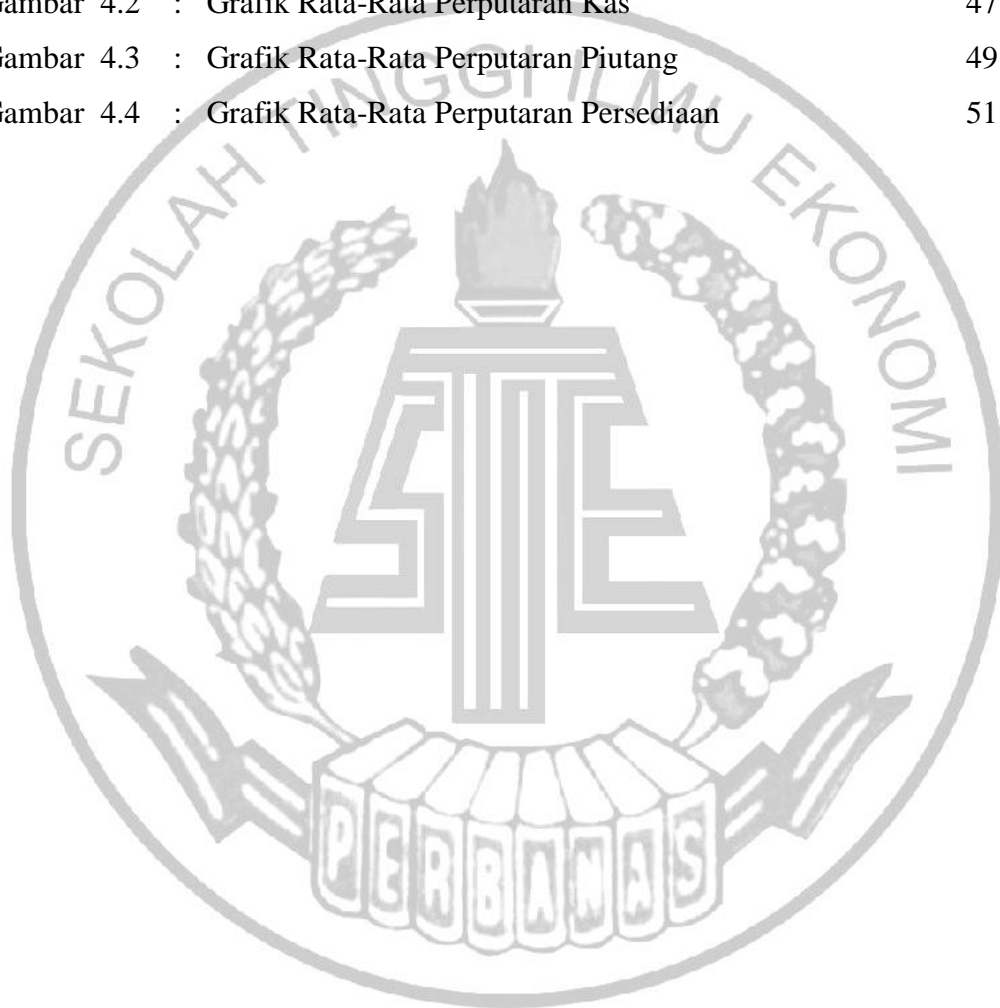 Gambar 4.2 : Grafik Rata-Rata Perputaran Kas 47
Gambar 4.3 : Grafik Rata-Rata Perputaran Piutang 49
Gambar 4.4 : Grafik Rata-Rata Perputaran Persediaan 51
SEKOLAH TINGGI ILMU EKONOMI
STIE
PERBANAS